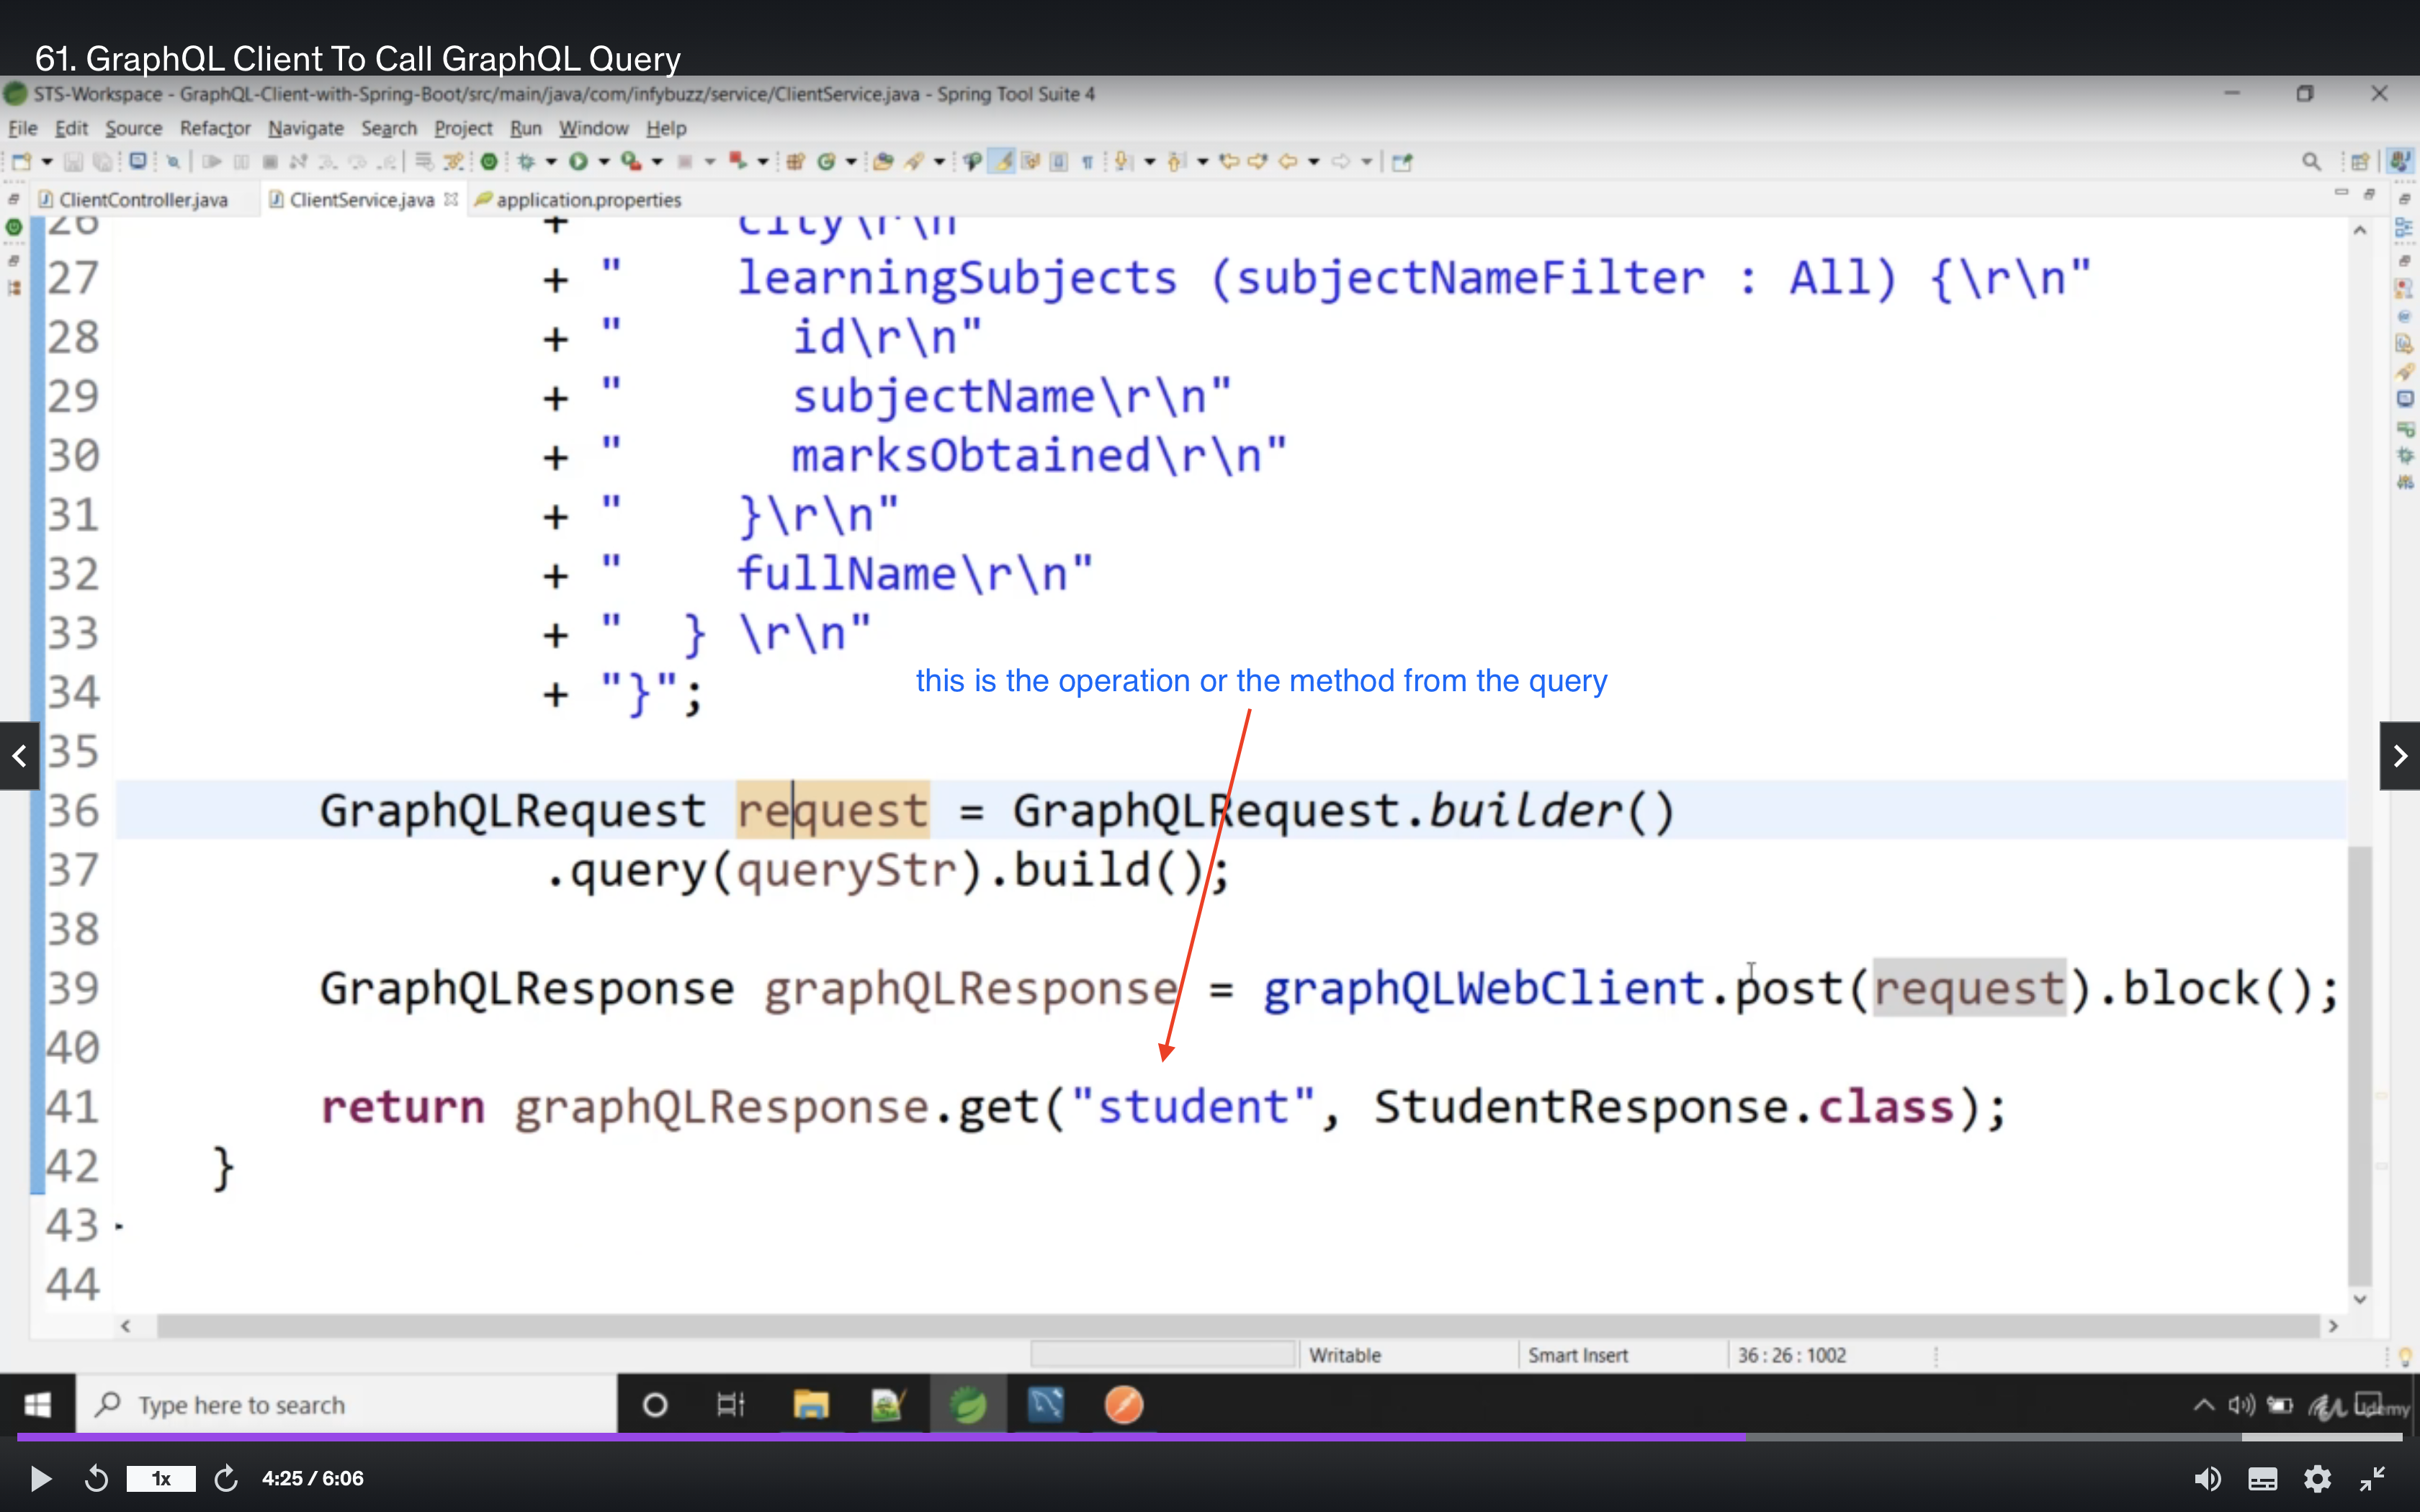 61. GraphQL Client To Call GraphQL Query
STS-Workspace - GraphQL-Client-with-Spring-Boot/src/main/java/com/infybuzz/service/ClientService.java - Spring Tool Suite 4
File Edit Source Refactor Navigate Search Project Run Window Help
ClientController.java ClientService.java application.properties
26 + city\r\n
27 + " learningSubjects (subjectNameFilter : All) {\r\n"
28 + " id\r\n"
29 + " subjectName\r\n"
30 + " marksObtained\r\n"
31 + " }\r\n"
32 + " fullName\r\n"
33 + " } \r\n"
34 + "}";
this is the operation or the method from the query
35
36 GraphQLRequest request = GraphQLRequest.builder()
37 .query(queryStr).build();
38
39 GraphQLResponse graphQLResponse = graphQLWebClient.post(request).block();
40
41 return graphQLResponse.get("student", StudentResponse.class);
42 }
43
44
Writable Smart Insert 36 : 26 : 1002
Type here to search
Udemy
1x 4:25 / 6:06